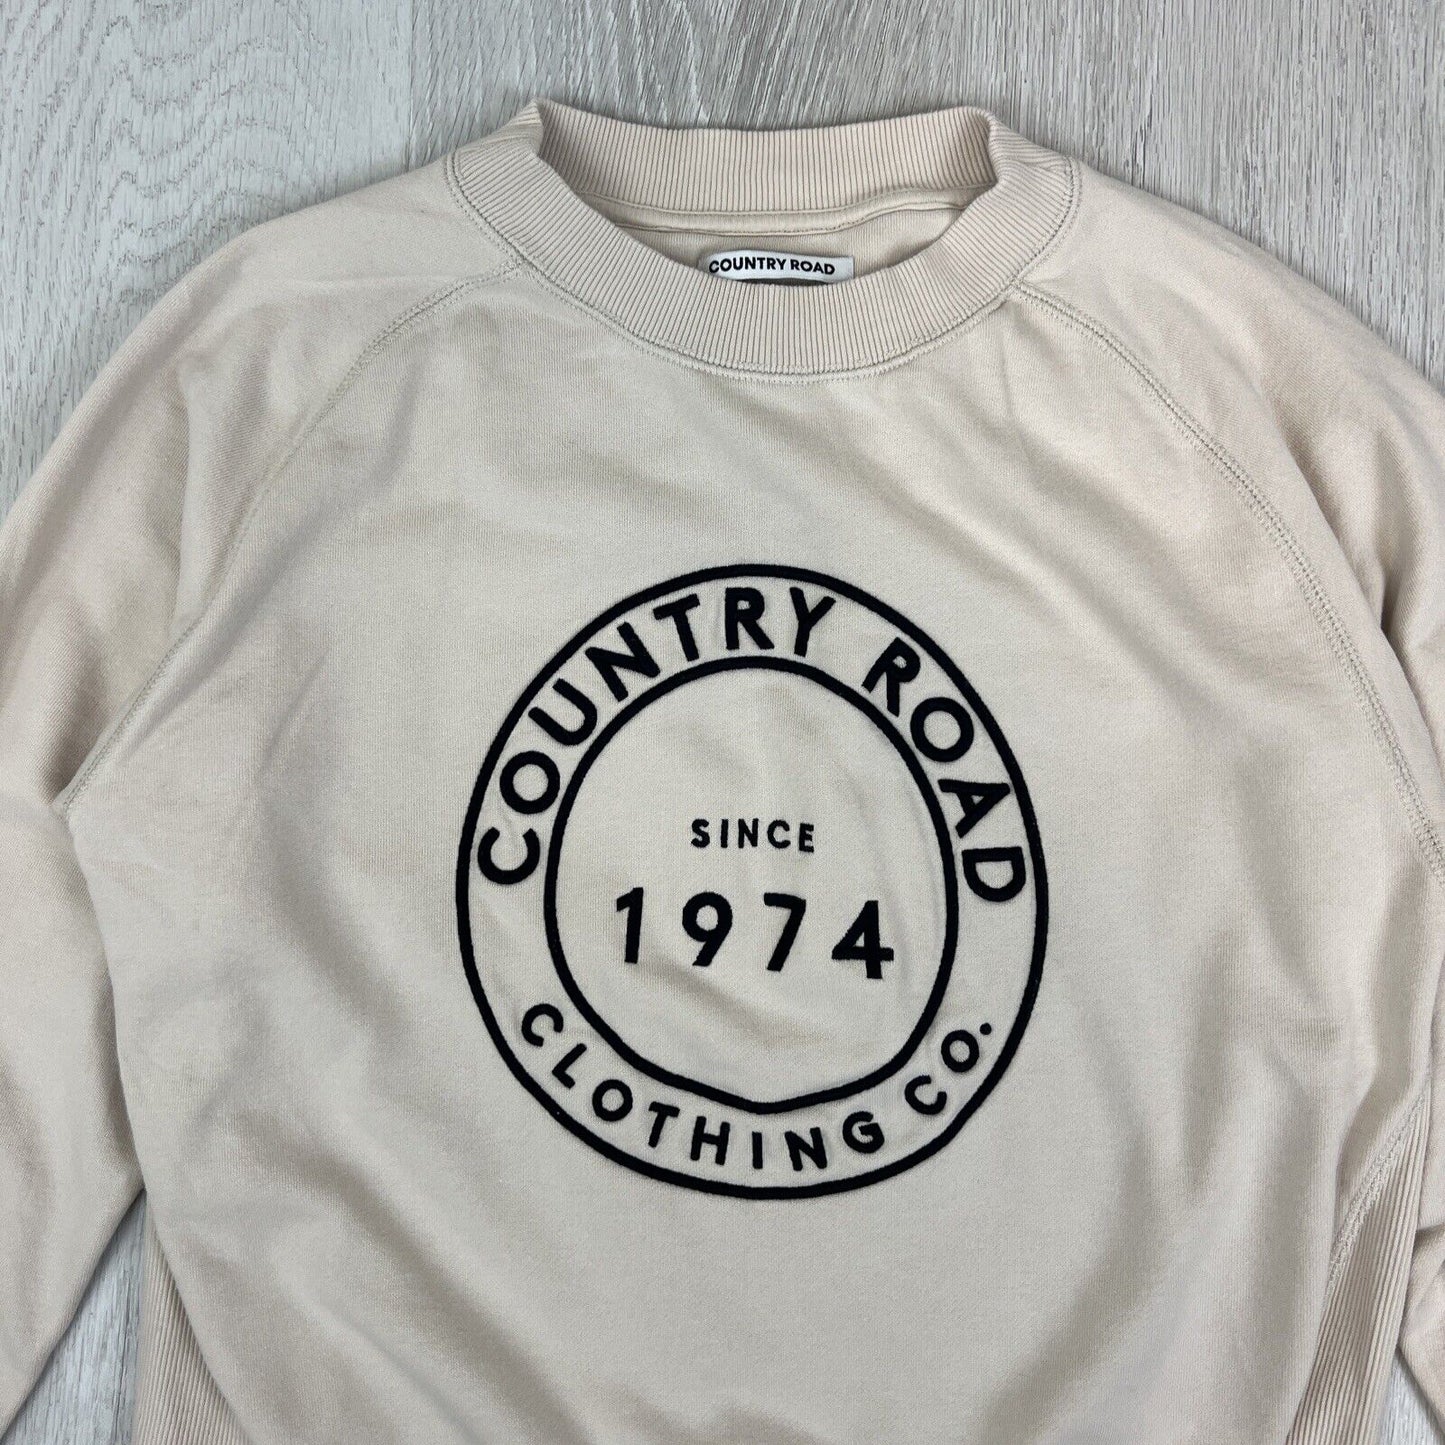 COUNTRY ROAD
COUNTRY ROAD
SINCE
1974
CLOTHING CO.